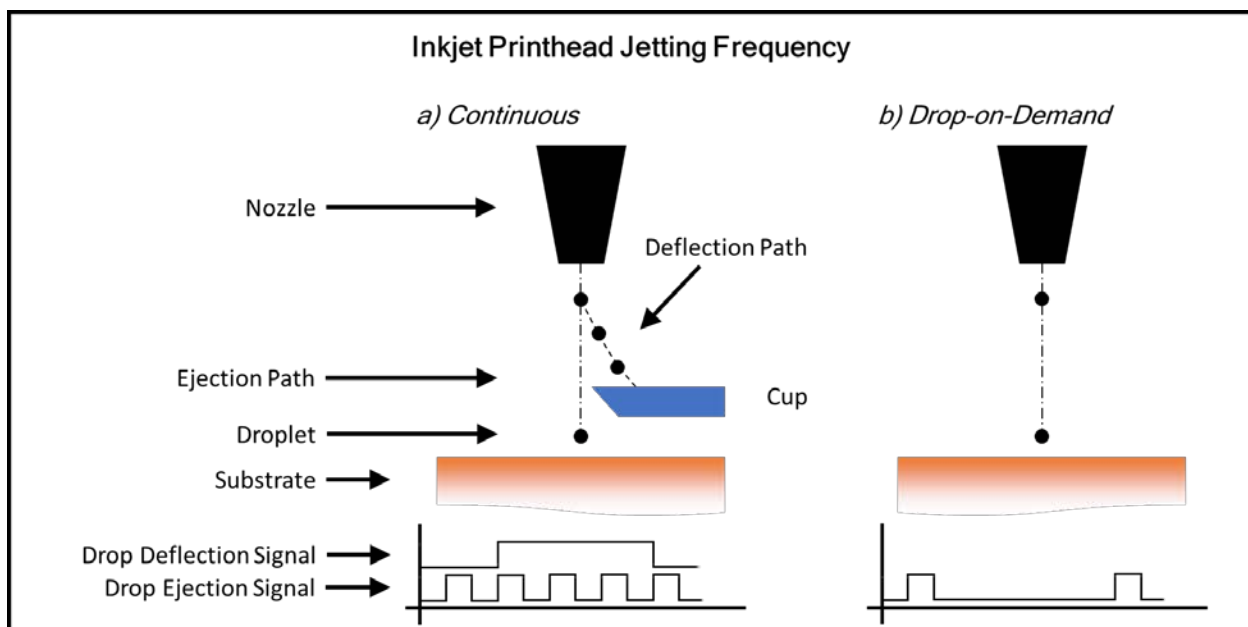 Inkjet Printhead Jetting Frequency
a) Continuous
b) Drop-on-Demand
Nozzle
Deflection Path
Ejection Path
Cup
Droplet
Substrate
Drop Deflection Signal
Drop Ejection Signal